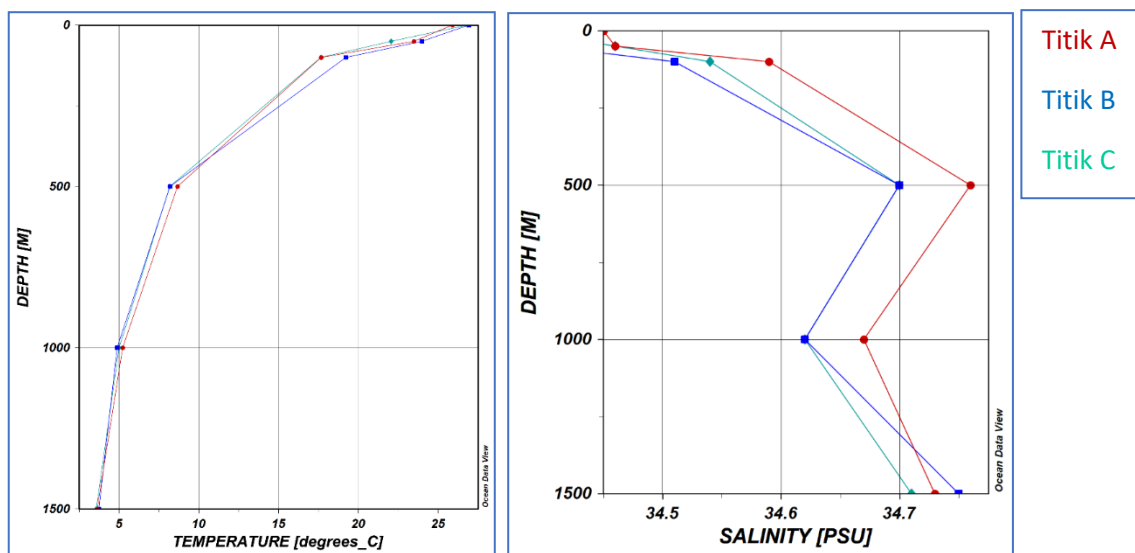 0
500
1000
1500
DEPTH [M]
5
10
15
20
25
TEMPERATURE [degrees_C]
Ocean Data View
0
500
1000
1500
DEPTH [M]
34.5
34.6
34.7
SALINITY [PSU]
Ocean Data View
Titik A
Titik B
Titik C